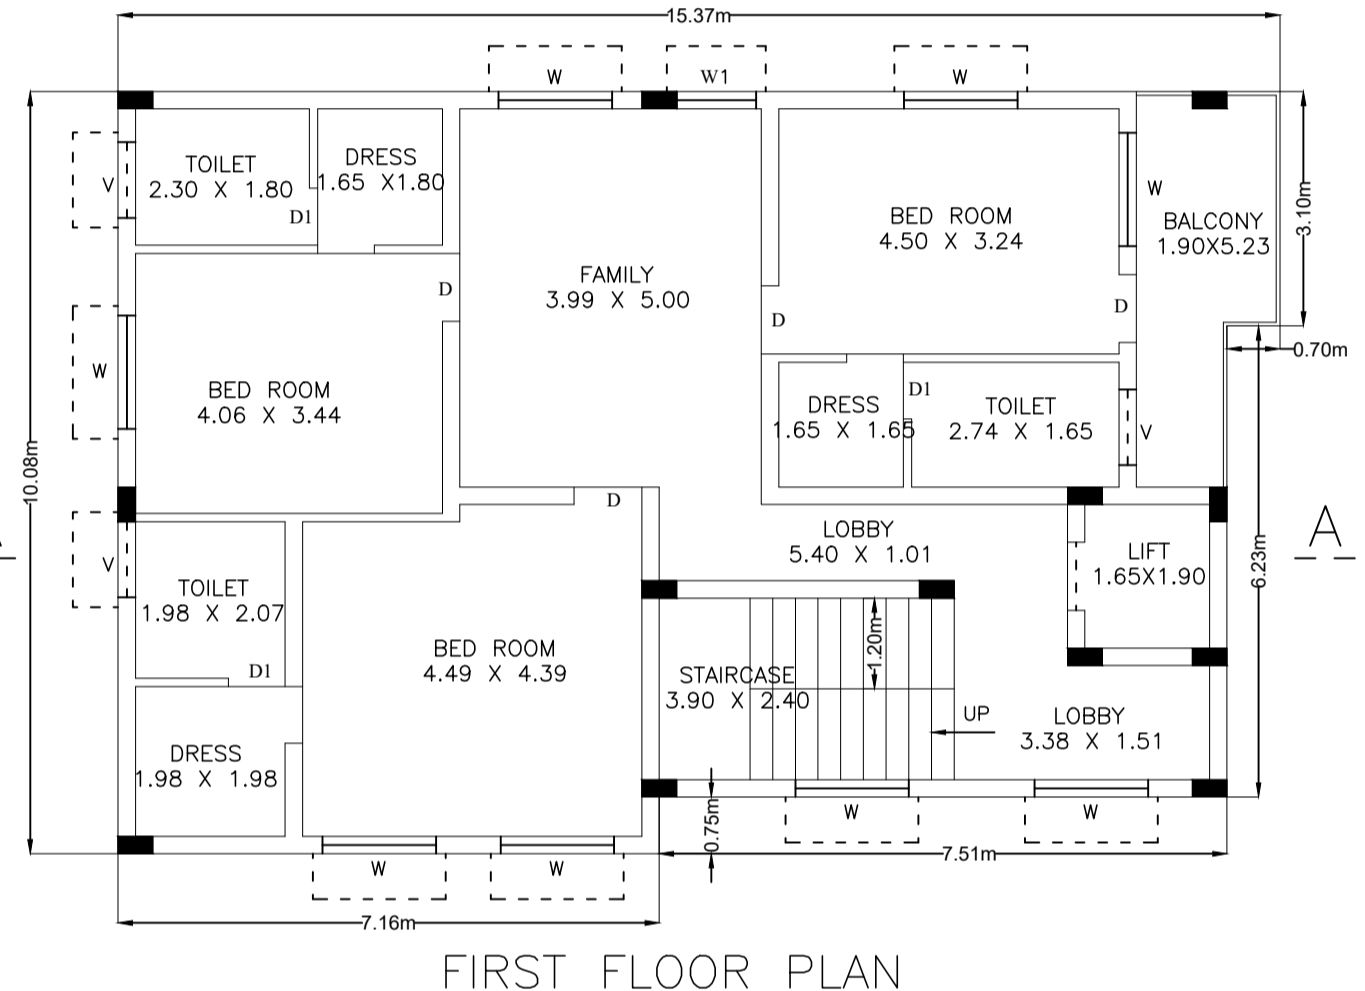 15.37m
W
W1
W
TOILET
2.30 X 1.80
V
D1
DRESS
1.65 X1.80
BED ROOM
4.50 X 3.24
W
BALCONY
1.90X5.23
3.10m
FAMILY
3.99 X 5.00
D
D
D
0.70m
W
BED ROOM
4.06 X 3.44
DRESS
1.65 X 1.65
D1
TOILET
2.74 X 1.65
V
10.08m
D
LOBBY
5.40 X 1.01
LIFT
1.65X1.90
6.23m
A
V
TOILET
1.98 X 2.07
D1
BED ROOM
4.49 X 4.39
1.20m
STAIRCASE
3.90 X 2.40
UP
LOBBY
3.38 X 1.51
DRESS
1.98 X 1.98
0.75m
W
W
7.51m
W
W
7.16m
FIRST FLOOR PLAN